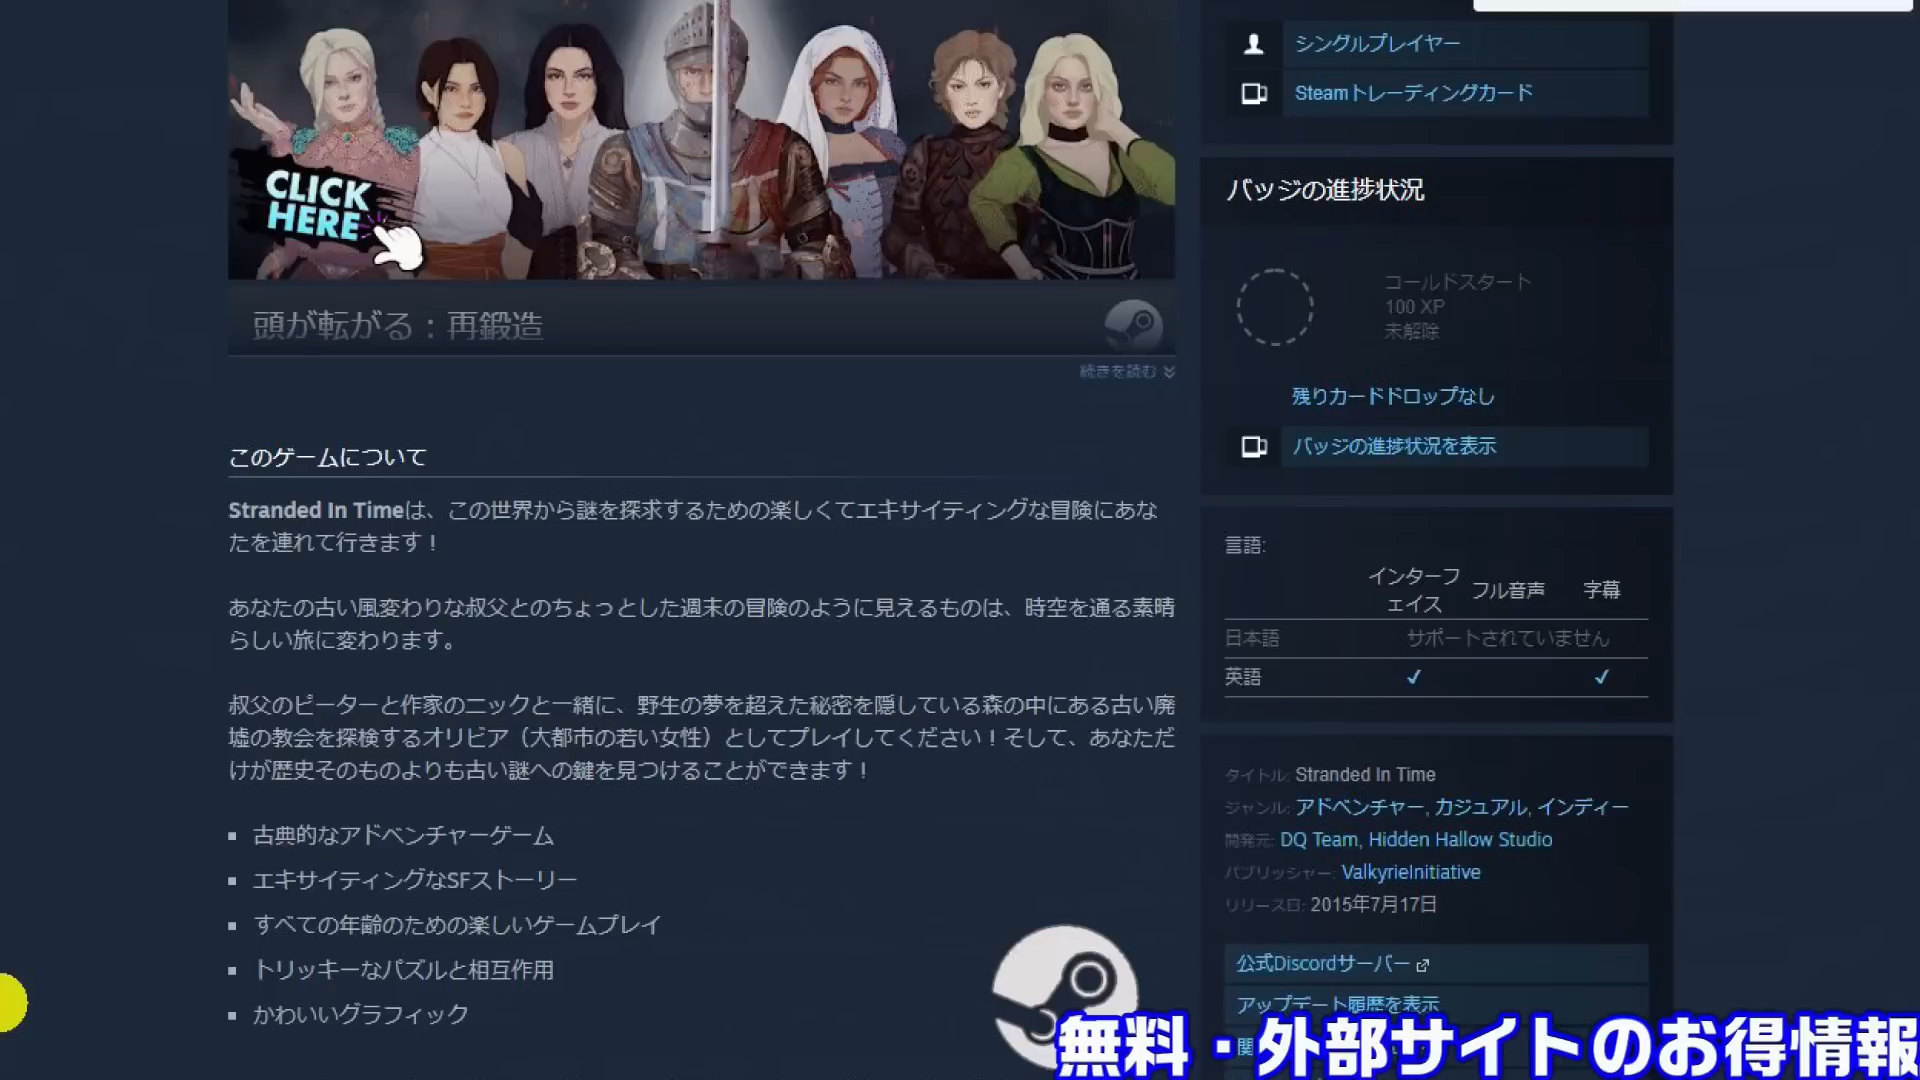 CLICK
HERE
頭が転がる：再鍛造
続きを読む
このゲームについて
Stranded In Timeは、この世界から謎を探求するための楽しくてエキサイティングな冒険にあな
たを連れて行きます！
あなたの古い風変わりな叔父とのちょっとした週末の冒険のように見えるものは、時空を通る素晴
らしい旅に変わります。
叔父のピーターと作家のニックと一緒に、野生の夢を超えた秘密を隠している森の中にある古い廃
墟の教会を探検するオリビア（大都市の若い女性）としてプレイしてください！そして、あなただ
けが歴史そのものよりも古い謎への鍵を見つけることができます！
▪ 古典的なアドベンチャーゲーム
▪ エキサイティングなSFストーリー
▪ すべての年齢のための楽しいゲームプレイ
▪ トリッキーなパズルと相互作用
▪ かわいいグラフィック
シングルプレイヤー
Steamトレーディングカード
バッジの進捗状況
コールドスタート
100 XP
未解除
残りカードドロップなし
バッジの進捗状況を表示
言語:
インターフ
ェイス フル音声 字幕
日本語 サポートされていません
英語 ✓ ✓
タイトル: Stranded In Time
ジャンル: アドベンチャー, カジュアル, インディー
開発元: DQ Team, Hidden Hallow Studio
パブリッシャー: ValkyrieInitiative
リリース日: 2015年7月17日
公式Discordサーバー
アップデート履歴を表示
無料・外部サイトのお得情報